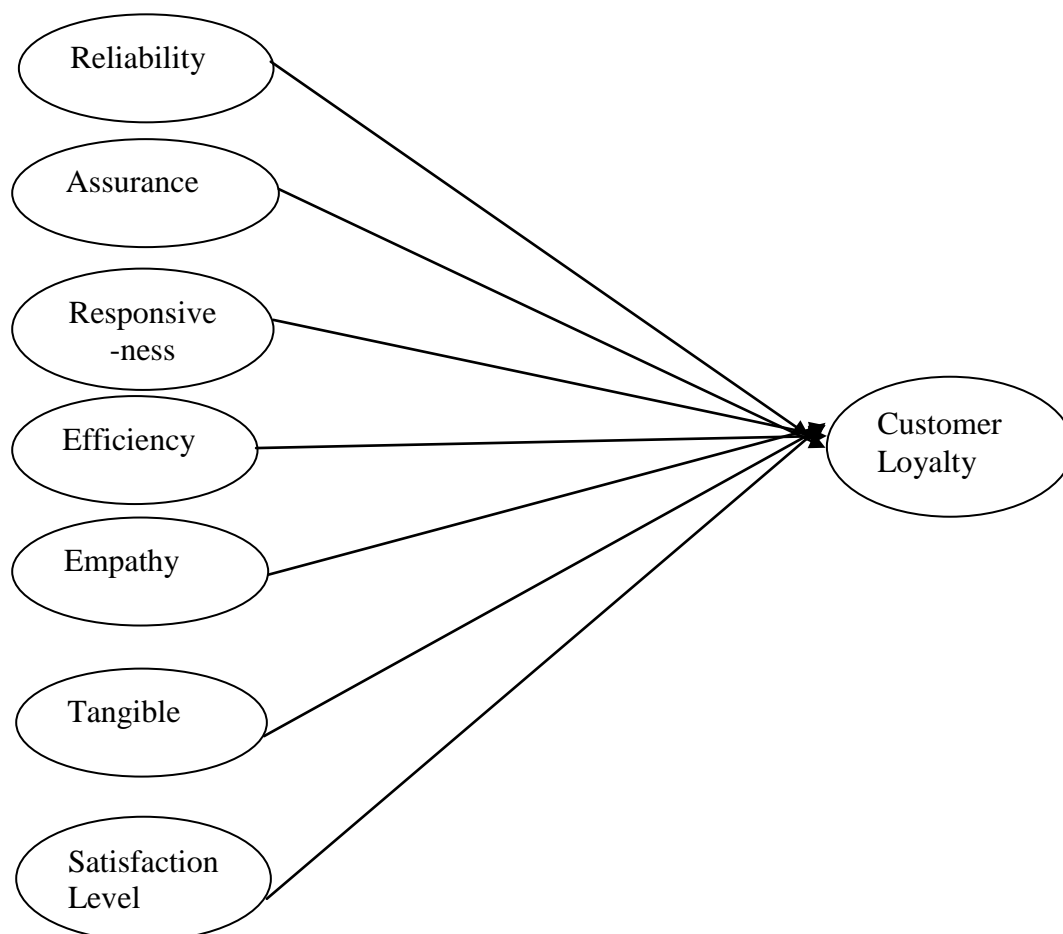 Reliability
Assurance
Responsive
-ness
Efficiency
Empathy
Tangible
Satisfaction
Level
Customer
Loyalty